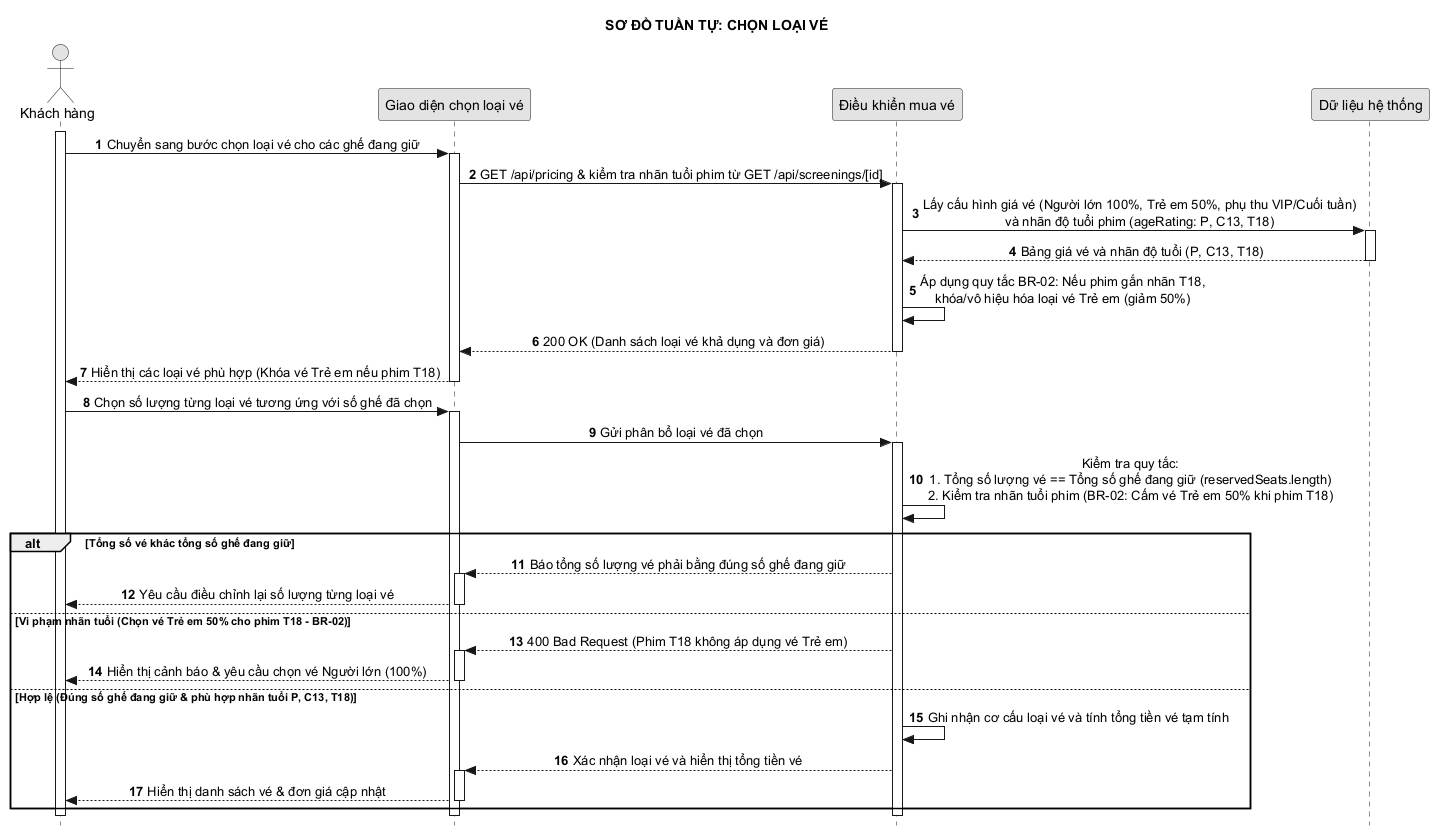 SƠ ĐỒ TUẦN TỰ: CHỌN LOẠI VÉ
Khách hàng
Giao diện chọn loại vé
Điều khiển mua vé
Dữ liệu hệ thống
1 Chuyển sang bước chọn loại vé cho các ghế đang giữ
2 GET /api/pricing & kiểm tra nhãn tuổi phim từ GET /api/screenings/[id]
3 Lấy cấu hình giá vé (Người lớn 100%, Trẻ em 50%, phụ thu VIP/Cuối tuần)
và nhãn độ tuổi phim (ageRating: P, C13, T18)
4 Bảng giá vé và nhãn độ tuổi (P, C13, T18)
5 Áp dụng quy tắc BR-02: Nếu phim gắn nhãn T18,
khóa/vô hiệu hóa loại vé Trẻ em (giảm 50%)
6 200 OK (Danh sách loại vé khả dụng và đơn giá)
7 Hiển thị các loại vé phù hợp (Khóa vé Trẻ em nếu phim T18)
8 Chọn số lượng từng loại vé tương ứng với số ghế đã chọn
9 Gửi phân bổ loại vé đã chọn
Kiểm tra quy tắc:
10 1. Tổng số lượng vé == Tổng số ghế đang giữ (reservedSeats.length)
2. Kiểm tra nhãn tuổi phim (BR-02: Cấm vé Trẻ em 50% khi phim T18)
alt [Tổng số vé khác tổng số ghế đang giữ]
11 Báo tổng số lượng vé phải bằng đúng số ghế đang giữ
12 Yêu cầu điều chỉnh lại số lượng từng loại vé
[Vi phạm nhãn tuổi (Chọn vé Trẻ em 50% cho phim T18 - BR-02)]
13 400 Bad Request (Phim T18 không áp dụng vé Trẻ em)
14 Hiển thị cảnh báo & yêu cầu chọn vé Người lớn (100%)
[Hợp lệ (Đúng số ghế đang giữ & phù hợp nhãn tuổi P, C13, T18)]
15 Ghi nhận cơ cấu loại vé và tính tổng tiền vé tạm tính
16 Xác nhận loại vé và hiển thị tổng tiền vé
17 Hiển thị danh sách vé & đơn giá cập nhật